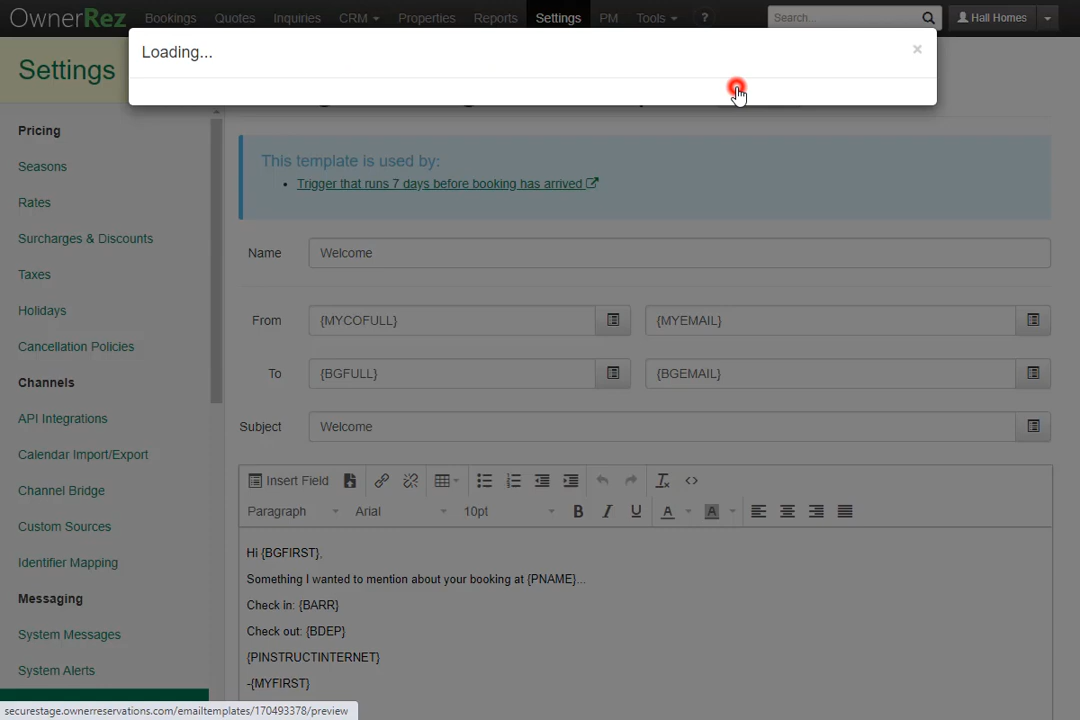 OwnerRez Bookings Quotes Inquiries CRM Properties Reports Settings PM Tools ? Search... Hall Homes
Loading... ×
Settings
Pricing
Seasons
Rates
Surcharges & Discounts
Taxes
Holidays
Cancellation Policies
Channels
API Integrations
Calendar Import/Export
Channel Bridge
Custom Sources
Identifier Mapping
Messaging
System Messages
System Alerts
This template is used by:
• Trigger that runs 7 days before booking has arrived
Name Welcome
From {MYCOFULL} {MYEMAIL}
To {BGFULL} {BGEMAIL}
Subject Welcome
Insert Field
Paragraph Arial 10pt B I U A A
Hi {BGFIRST},
Something I wanted to mention about your booking at {PNAME}...
Check in: {BARR}
Check out: {BDEP}
{PINSTRUCTINTERNET}
-{MYFIRST}
securestage.ownerreservations.com/emailtemplates/170493378/preview